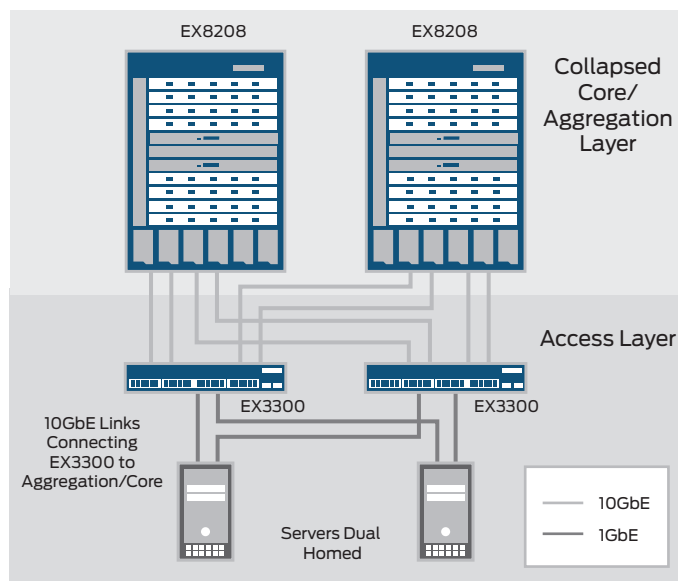 EX8208
EX8208
Collapsed
Core/
Aggregation
Layer
Access Layer
EX3300
EX3300
10GbE Links
Connecting
EX3300 to
Aggregation/Core
Servers Dual
Homed
10GbE
1GbE